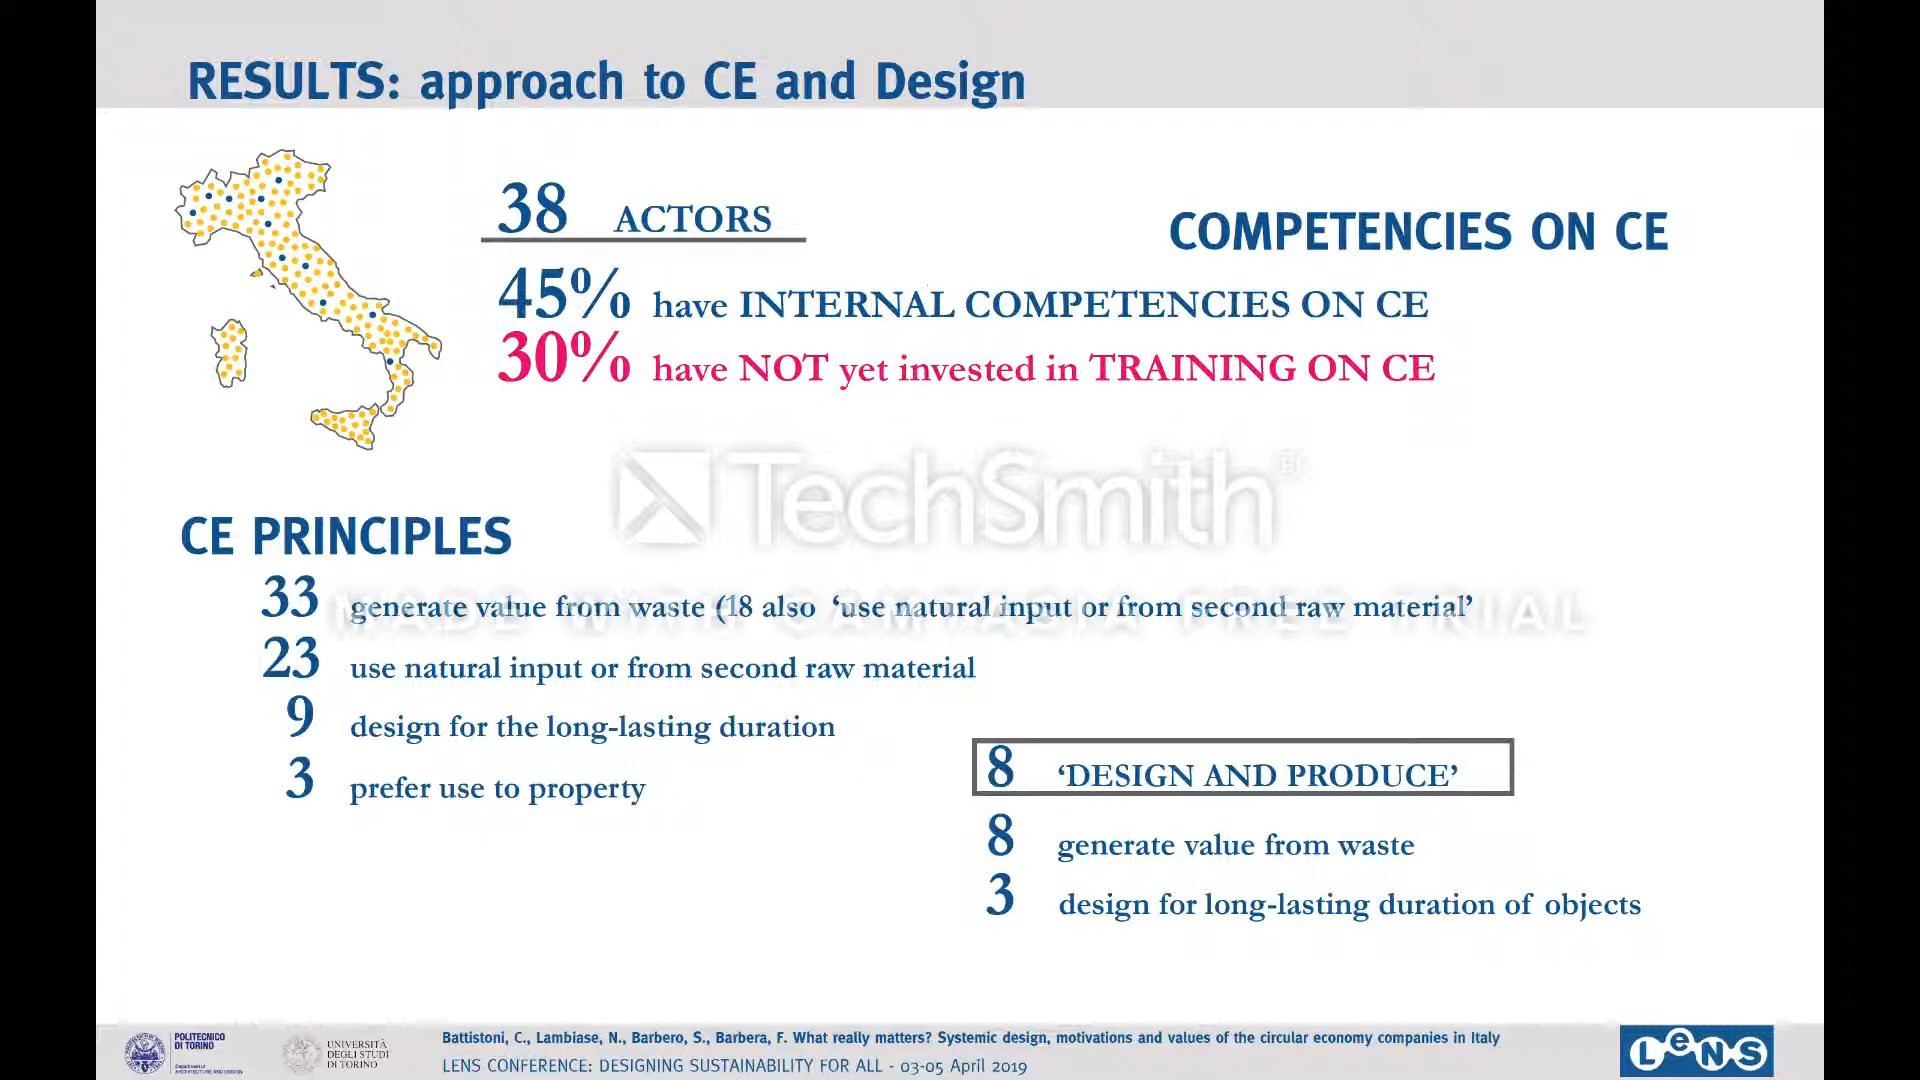 RESULTS: approach to CE and Design
38 ACTORS
COMPETENCIES ON CE
45% have INTERNAL COMPETENCIES ON CE
30% have NOT yet invested in TRAINING ON CE
TechSmith
CE PRINCIPLES
33 generate value from waste (18 also ‘use natural input or from second raw material’
MADE WITH CAMTASIA FREE TRIAL
23 use natural input or from second raw material
9 design for the long-lasting duration
3 prefer use to property
8 ‘DESIGN AND PRODUCE’
8 generate value from waste
3 design for long-lasting duration of objects
POLITECNICO
DI TORINO
Department of
ARCHITECTURE AND DESIGN
UNIVERSITÀ
DEGLI STUDI
DI TORINO
Battistoni, C., Lambiase, N., Barbero, S., Barbera, F. What really matters? Systemic design, motivations and values of the circular economy companies in Italy
LENS CONFERENCE: DESIGNING SUSTAINABILITY FOR ALL - 03-05 April 2019
LeNS